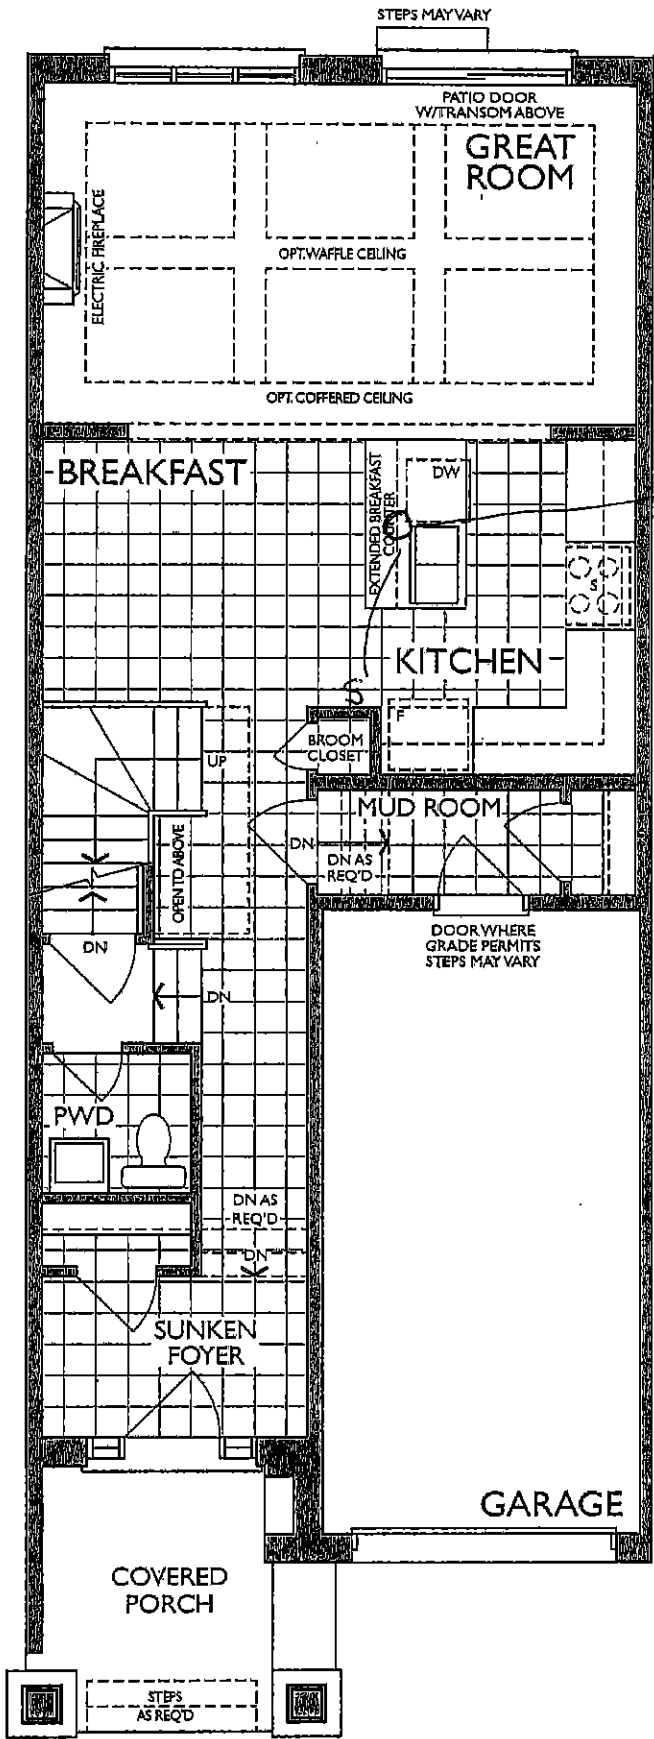 STEPS MAY VARY
PATIO DOOR
W/TRANSOM ABOVE
GREAT
ROOM
ELECTRIC FIREPLACE
OPT. WAFFLE CEILING
OPT. COFFERED CEILING
BREAKFAST
EXTENDED BREAKFAST
COUNTER
DW
S
KITCHEN
S
F
BROOM
CLOSET
UP
MUD ROOM
DN
DN AS
REQ'D
OPEN TO ABOVE
DOOR WHERE
GRADE PERMITS
STEPS MAY VARY
DN
DN
PWD
DN AS
REQ'D
DN
SUNKEN
FOYER
GARAGE
COVERED
PORCH
STEPS
AS REQ'D